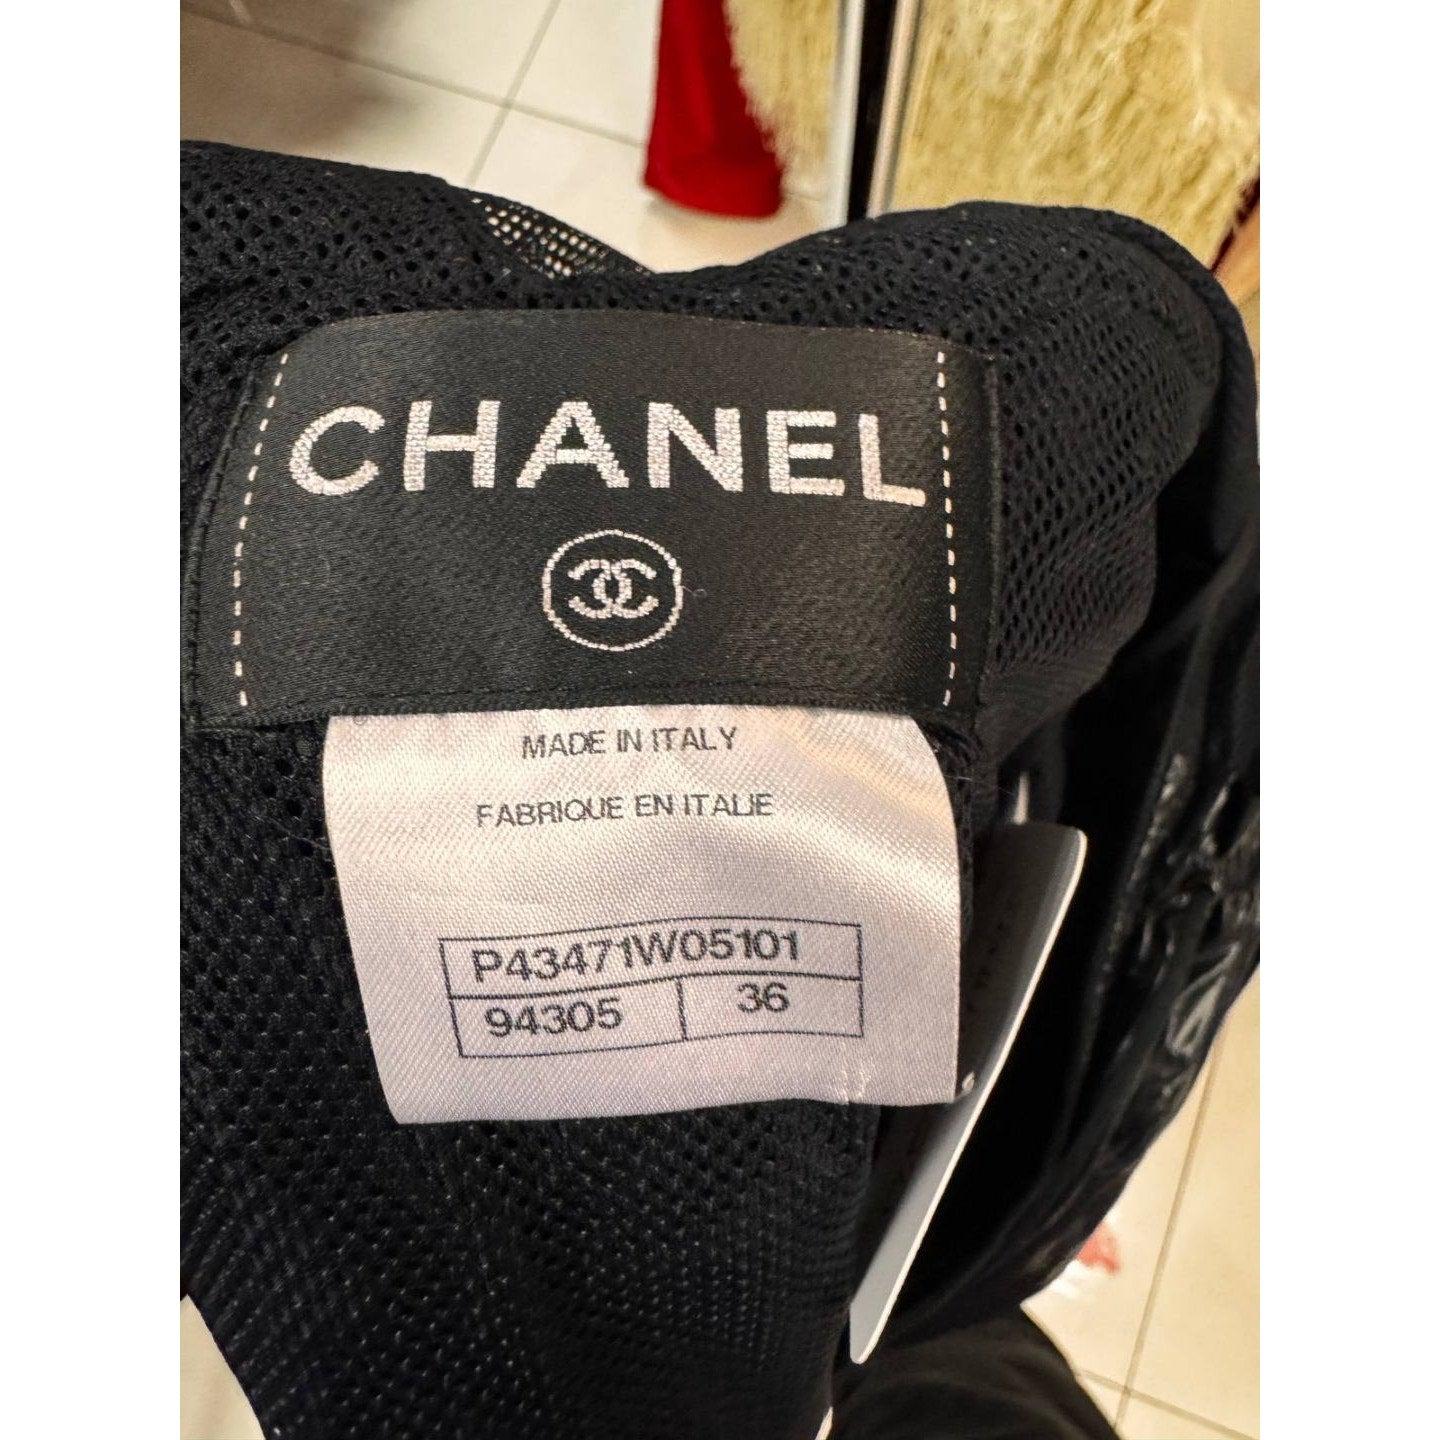 CHANEL
MADE IN ITALY
FABRIQUE EN ITALIE
P43471W05101
94305 36